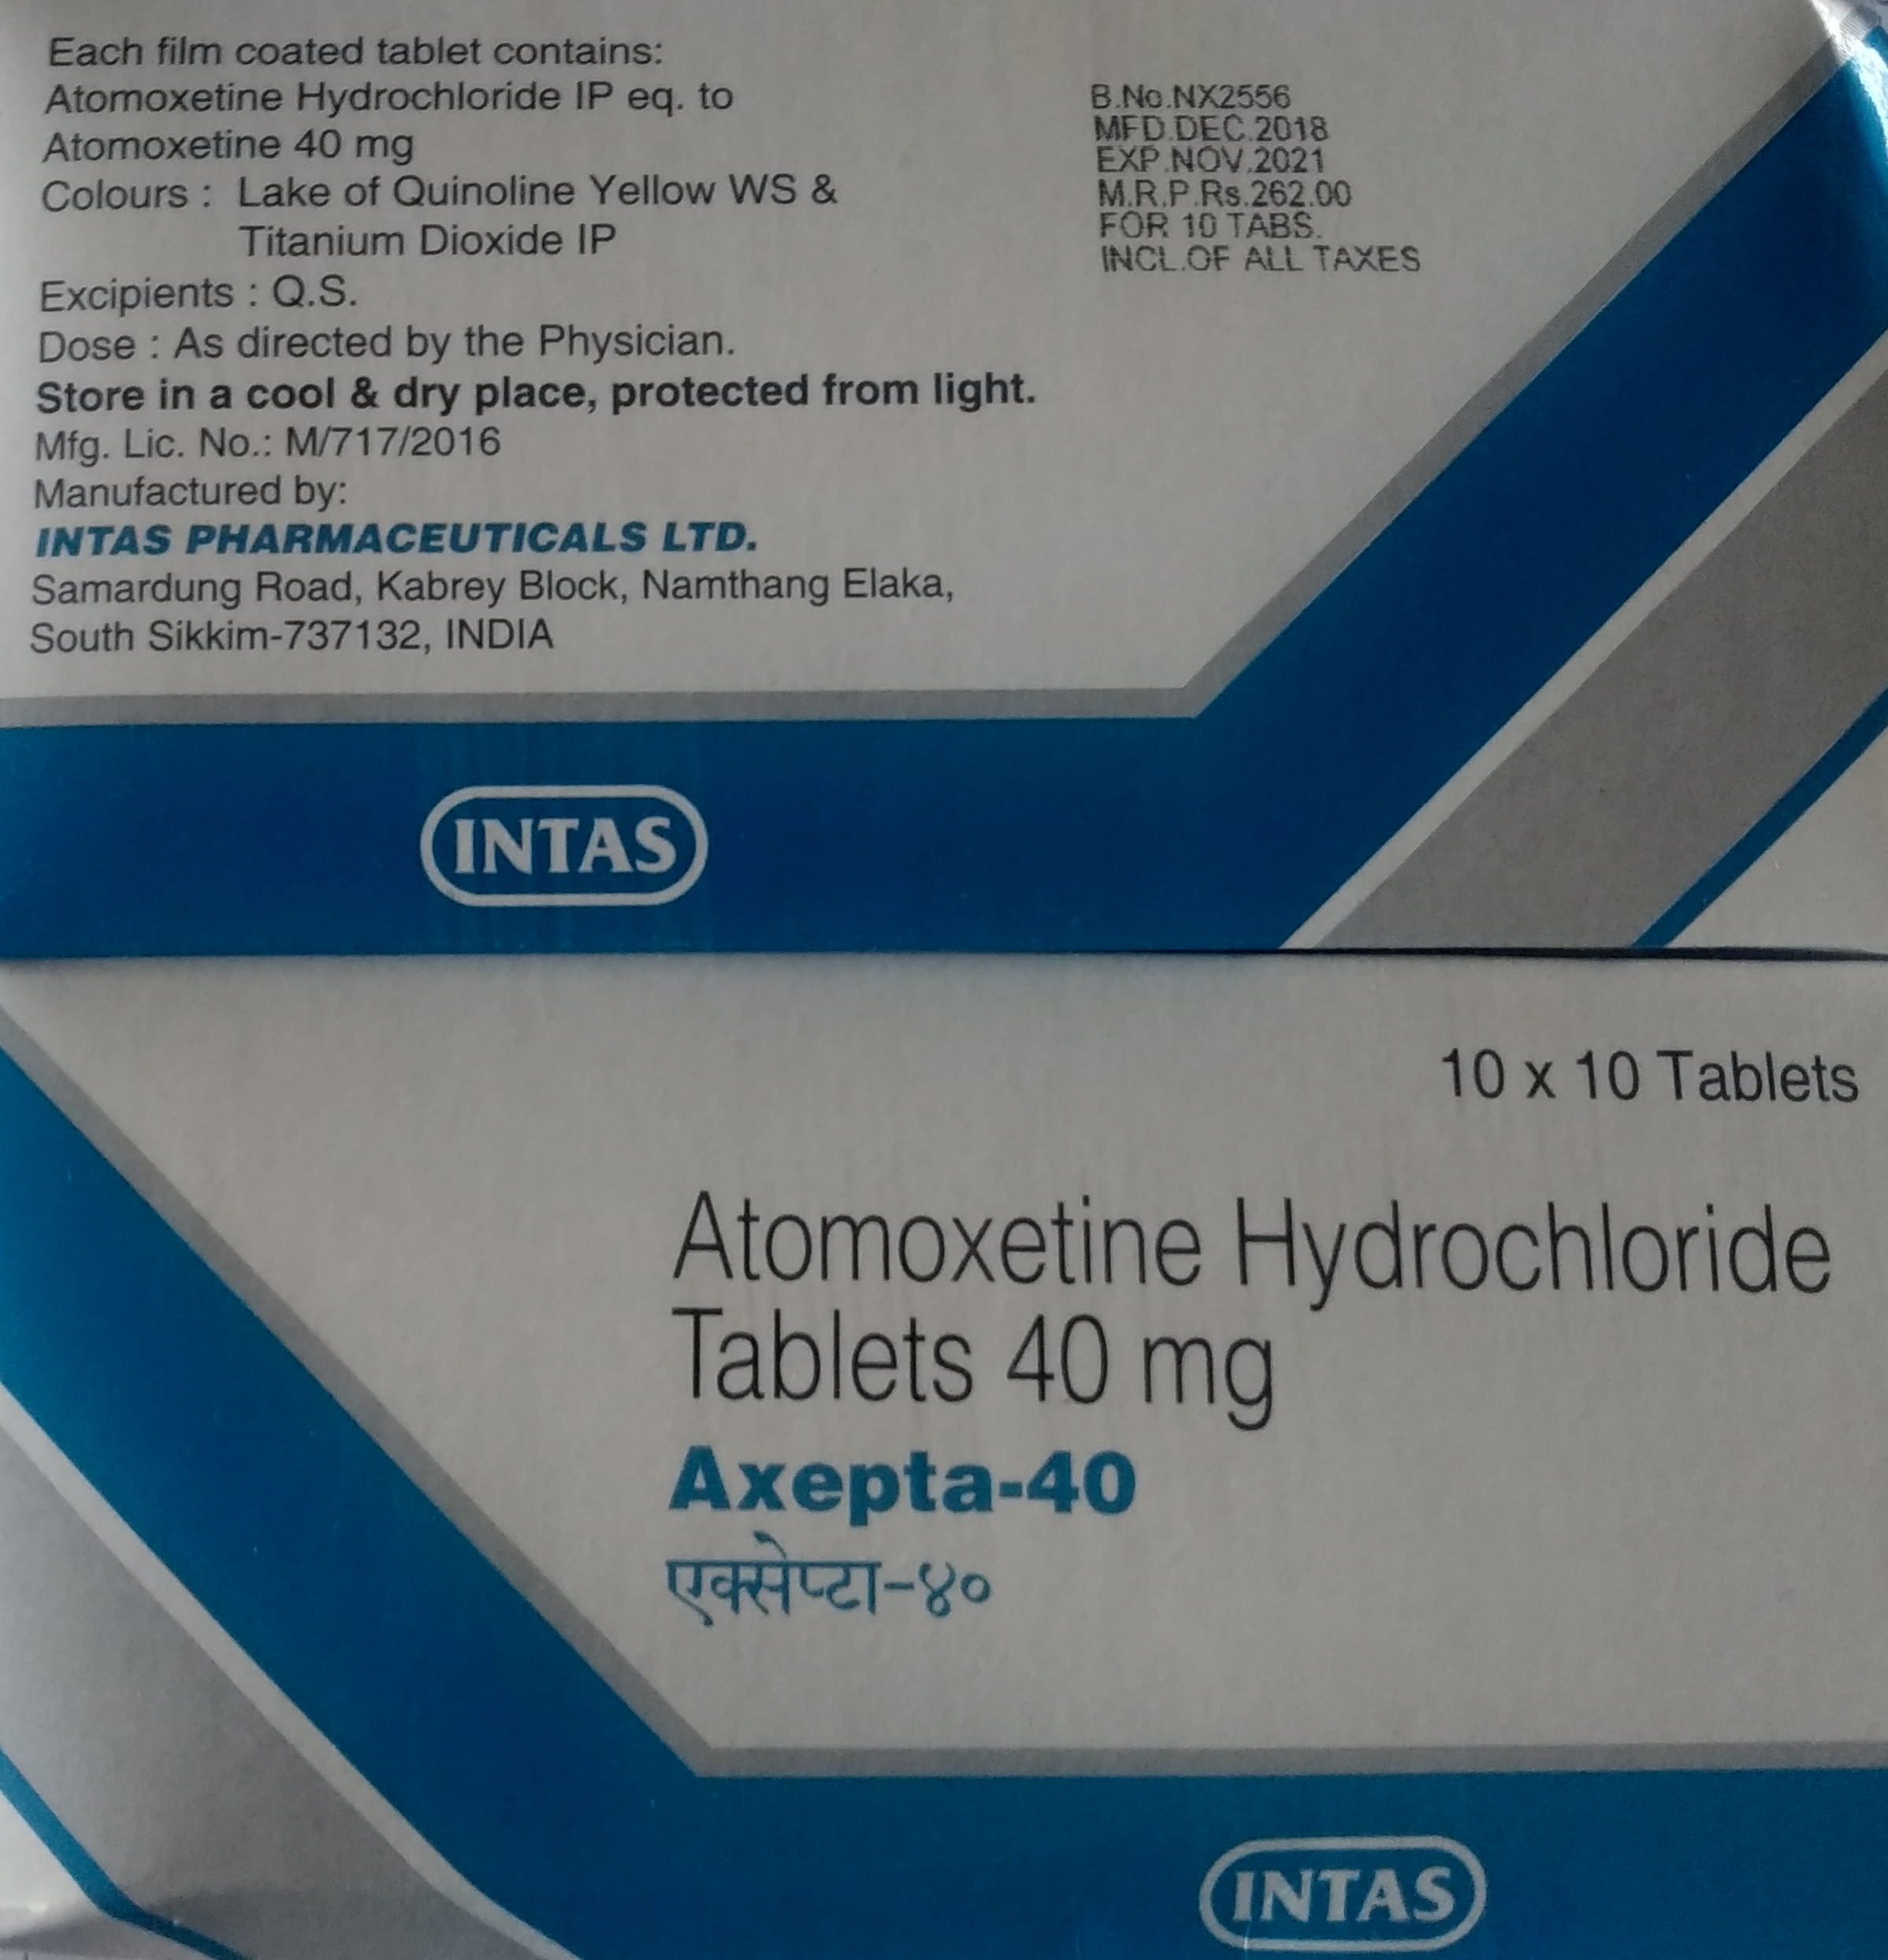 Each film coated tablet contains:
Atomoxetine Hydrochloride IP eq. to
Atomoxetine 40 mg
Colours : Lake of Quinoline Yellow WS &
Titanium Dioxide IP
Excipients : Q.S.
Dose : As directed by the Physician.
Store in a cool & dry place, protected from light.
Mfg. Lic. No.: M/717/2016
Manufactured by:
INTAS PHARMACEUTICALS LTD.
Samardung Road, Kabrey Block, Namthang Elaka,
South Sikkim-737132, INDIA
B.No.NX2556
MFD.DEC.2018
EXP.NOV.2021
M.R.P.Rs.262.00
FOR 10 TABS.
INCL.OF ALL TAXES
INTAS
10 x 10 Tablets
Atomoxetine Hydrochloride
Tablets 40 mg
Axepta-40
एक्सेप्टा-४०
INTAS